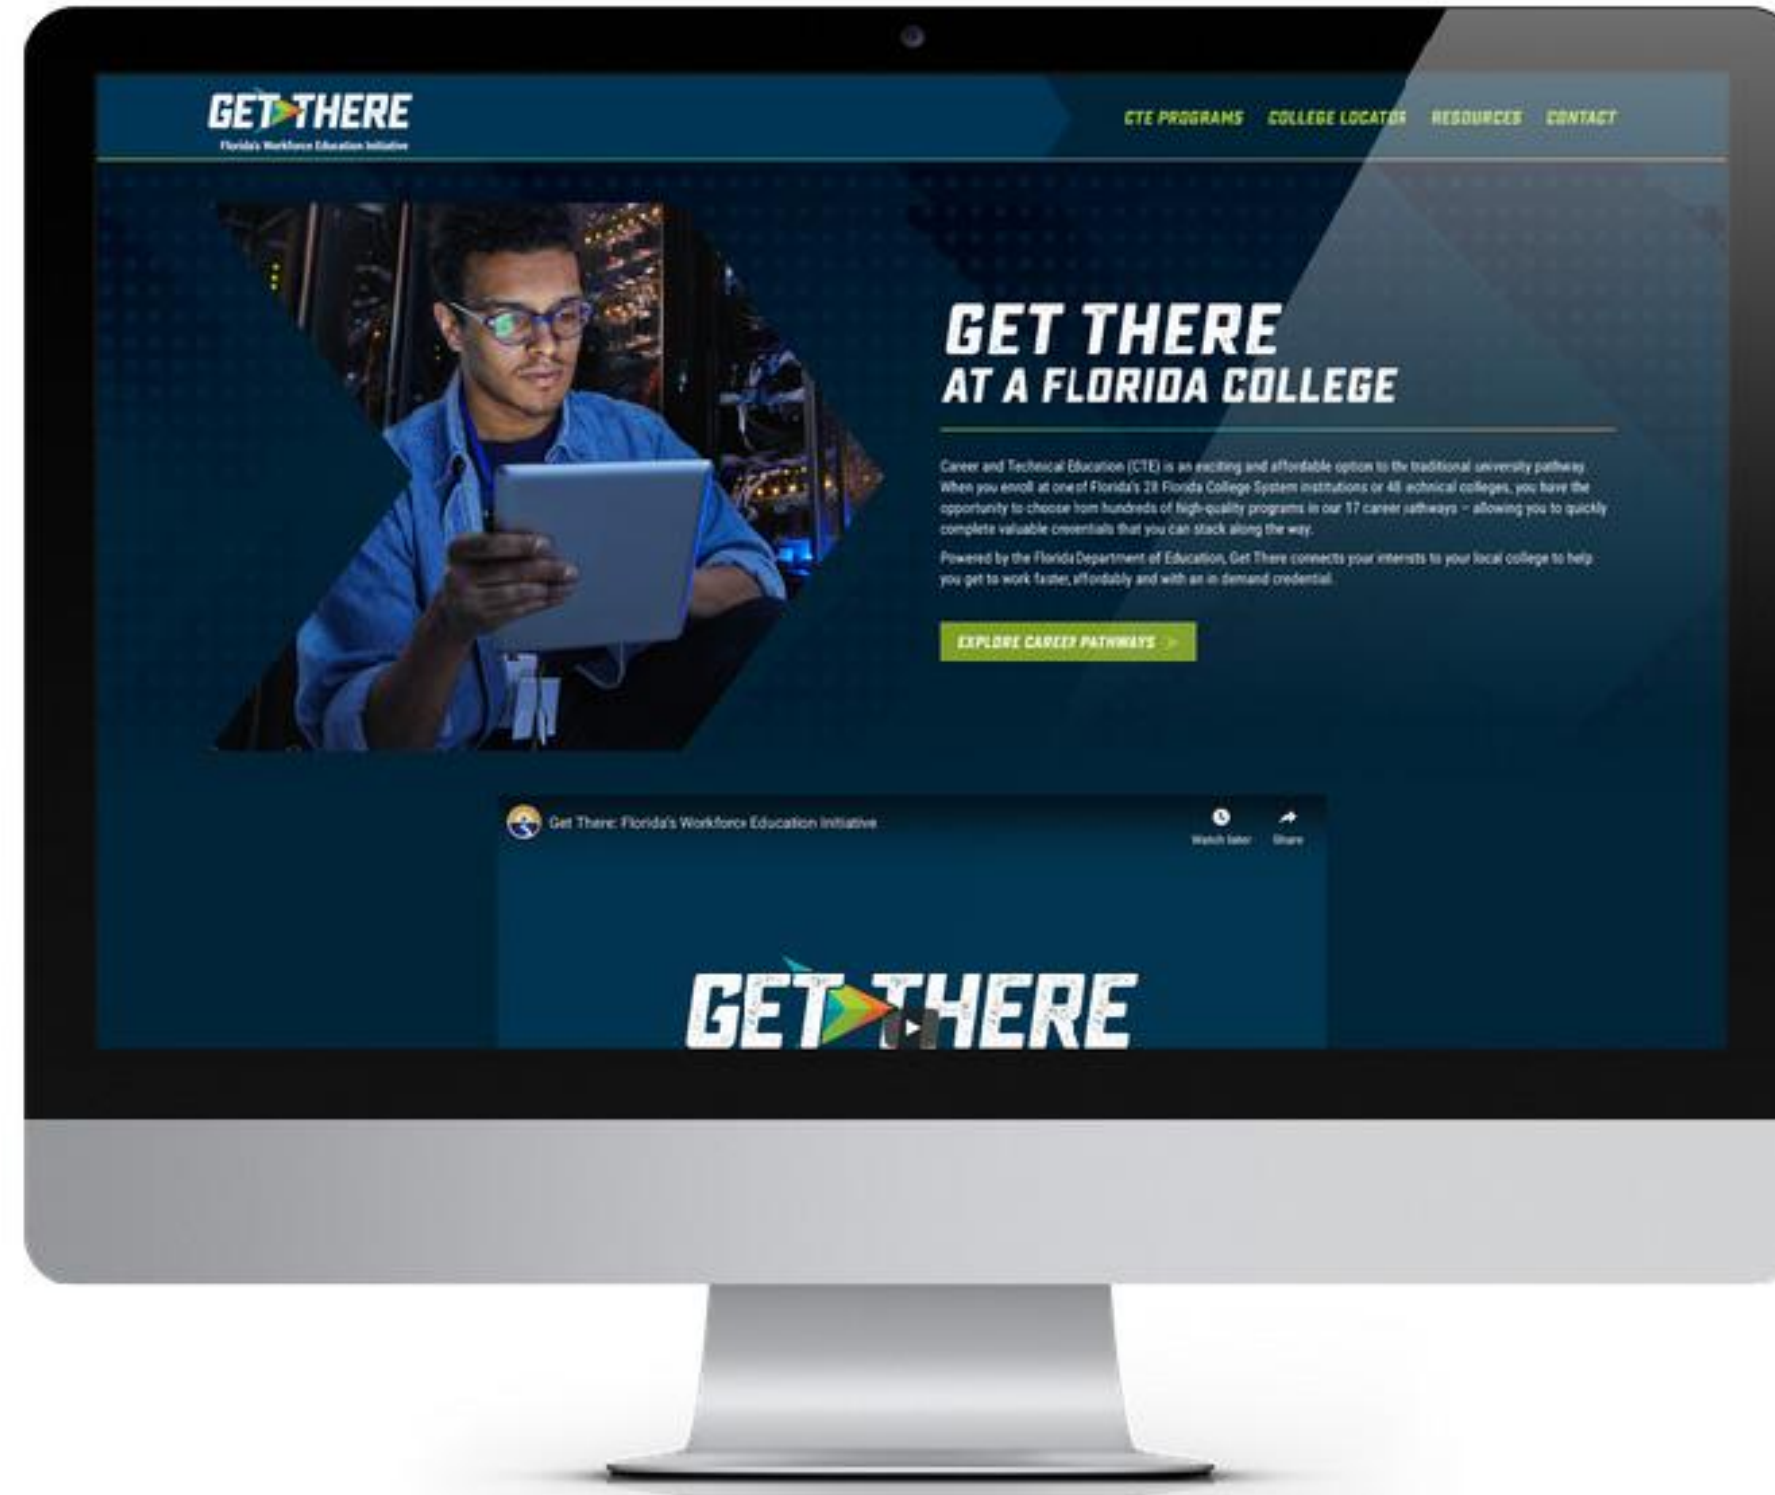 GET THERE
Florida's Workforce Education Initiative
CTE PROGRAMS COLLEGE LOCATOR RESOURCES CONTACT
GET THERE
AT A FLORIDA COLLEGE
Career and Technical Education (CTE) is an exciting and affordable option to the traditional university pathway.
When you enroll at one of Florida's 28 Florida College System institutions or 48 technical colleges, you have the
opportunity to choose from hundreds of high-quality programs in our 17 career pathways – allowing you to quickly
complete valuable credentials that you can stack along the way.
Powered by the Florida Department of Education, Get There connects your interests to your local college to help
you get to work faster, affordably and with an in demand credential.
EXPLORE CAREER PATHWAYS >
Get There: Florida's Workforce Education Initiative
Watch later Share
GET THERE